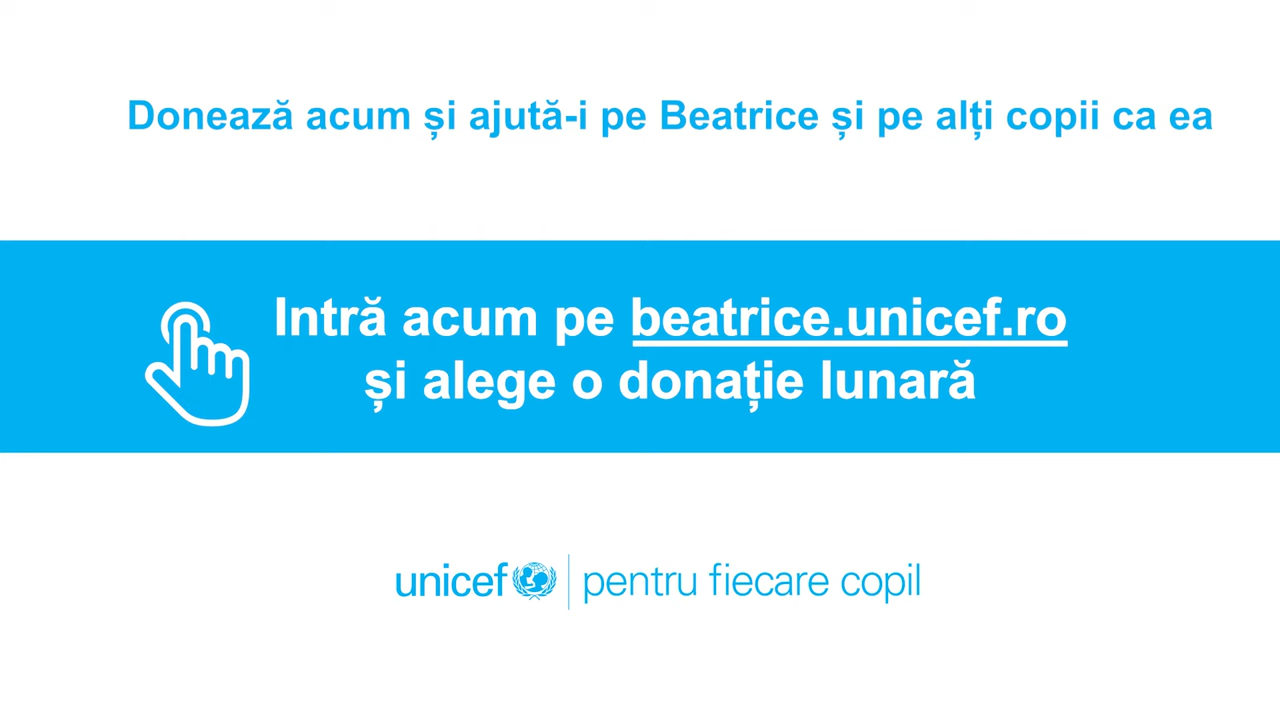 Donează acum și ajută-i pe Beatrice și pe alți copii ca ea
Intră acum pe beatrice.unicef.ro
și alege o donație lunară
unicef | pentru fiecare copil